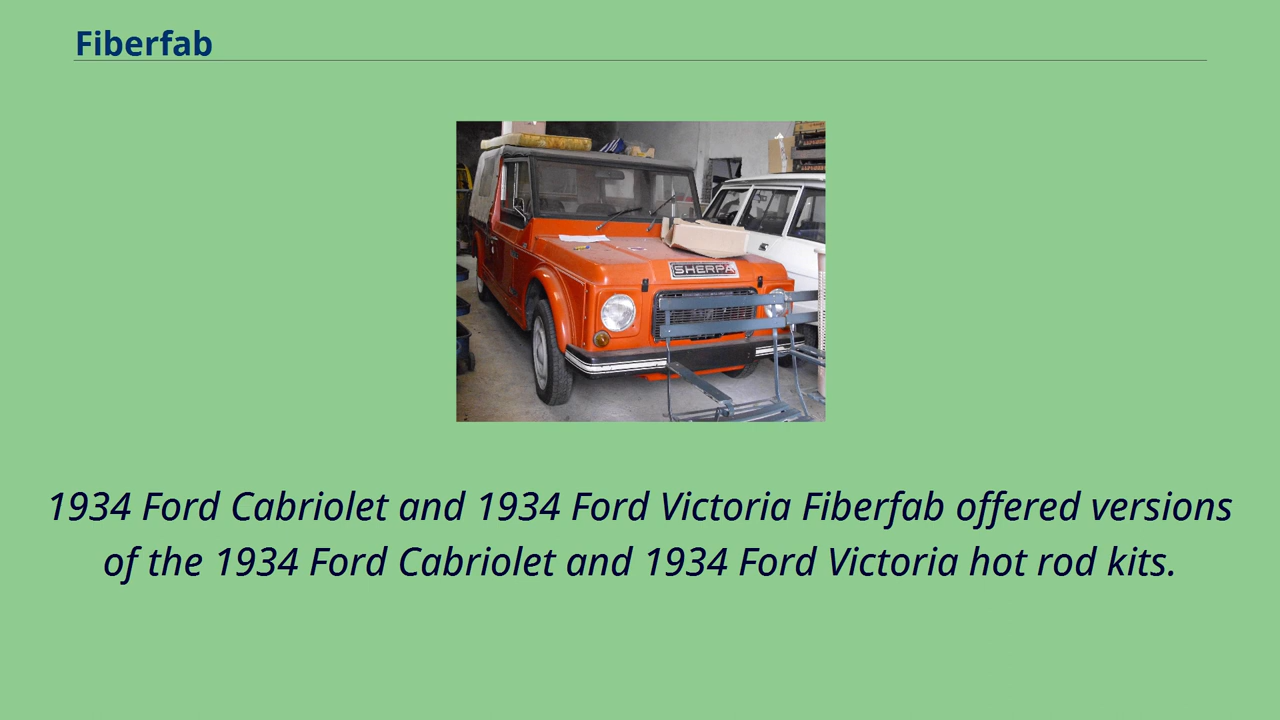 Fiberfab
SHERPA
1934 Ford Cabriolet and 1934 Ford Victoria Fiberfab offered versions
of the 1934 Ford Cabriolet and 1934 Ford Victoria hot rod kits.